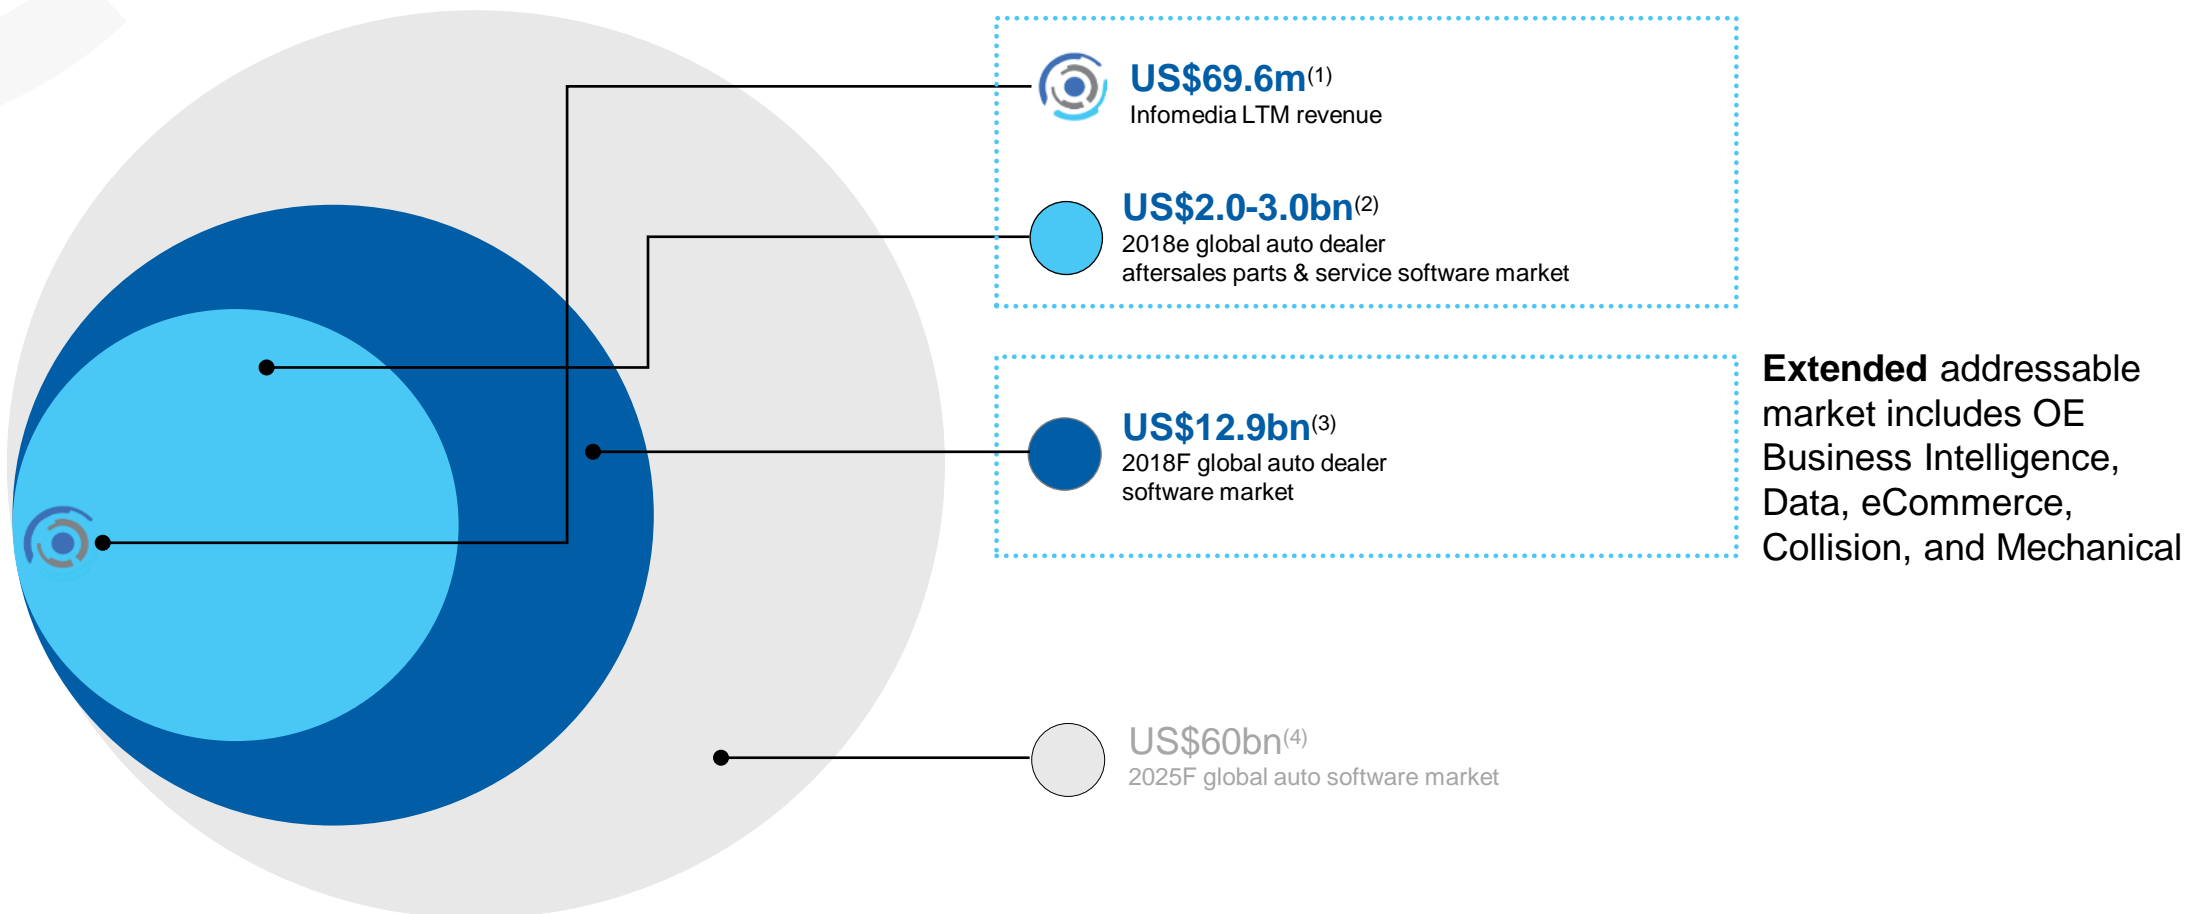 US$69.6m(1)
Infomedia LTM revenue
US$2.0-3.0bn(2)
2018e global auto dealer
aftersales parts & service software market
US$12.9bn(3)
2018F global auto dealer
software market
Extended addressable
market includes OE
Business Intelligence,
Data, eCommerce,
Collision, and Mechanical
US$60bn(4)
2025F global auto software market